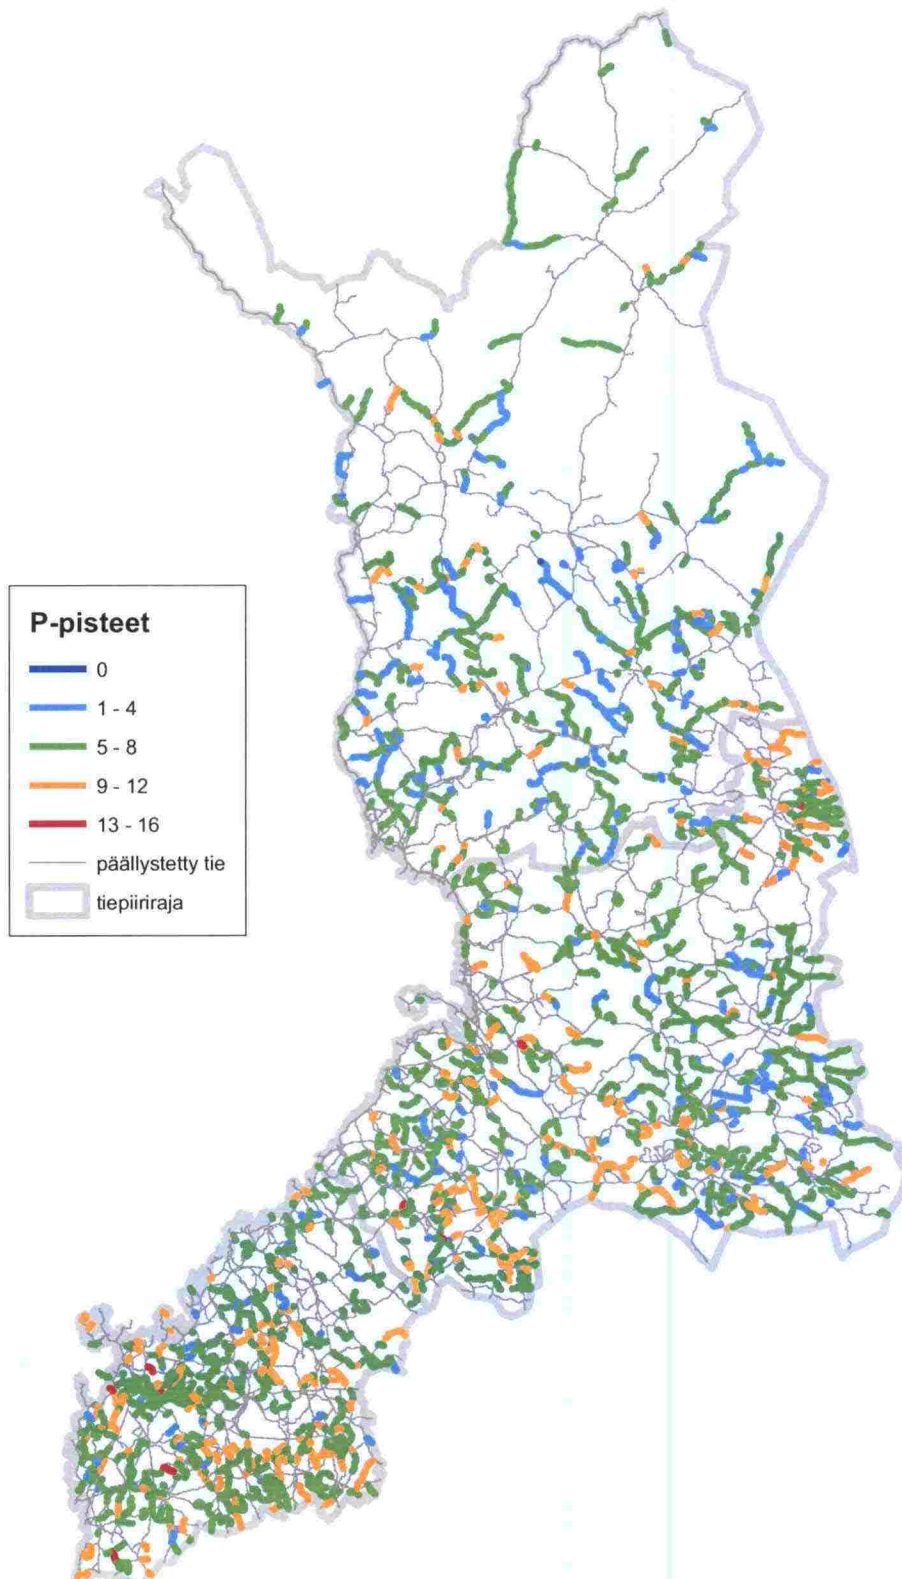 P-pisteet
0
1 - 4
5 - 8
9 - 12
13 - 16
päällystetty tie
tiepiiriraja